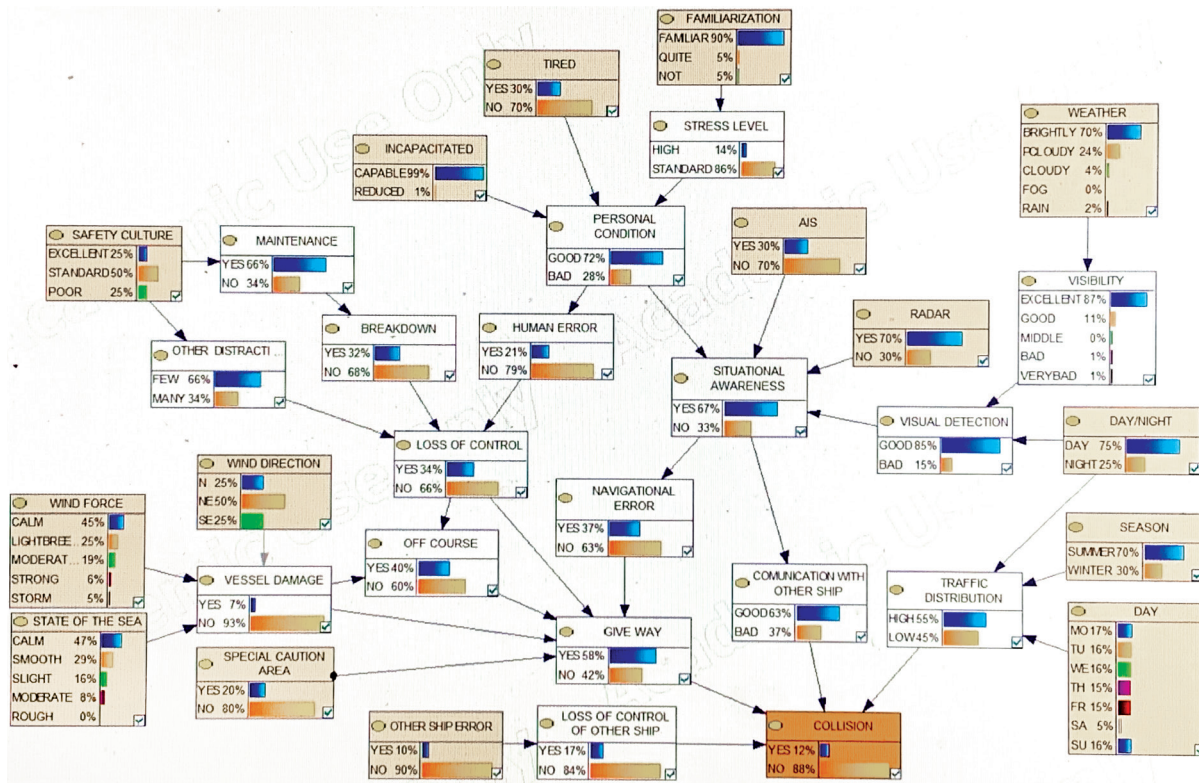 FAMILIARIZATION
FAMILIAR 90%
QUITE 5%
NOT 5%
TIRED
YES 30%
NO 70%
STRESS LEVEL
HIGH 14%
STANDARD 86%
WEATHER
BRIGHTLY 70%
PCLOUDY 24%
CLOUDY 4%
FOG 0%
RAIN 2%
INCAPACITATED
CAPABLE 99%
REDUCED 1%
PERSONAL
CONDITION
GOOD 72%
BAD 28%
AIS
YES 30%
NO 70%
SAFETY CULTURE
EXCELLENT 25%
STANDARD 50%
POOR 25%
MAINTENANCE
YES 66%
NO 34%
VISIBILITY
EXCELLENT 87%
GOOD 11%
MIDDLE 0%
BAD 1%
VERYBAD 1%
BREAKDOWN
YES 32%
NO 68%
HUMAN ERROR
YES 21%
NO 79%
RADAR
YES 70%
NO 30%
OTHER DISTRACTI ...
FEW 66%
MANY 34%
SITUATIONAL
AWARENESS
YES 67%
NO 33%
VISUAL DETECTION
GOOD 85%
BAD 15%
DAY/NIGHT
DAY 75%
NIGHT 25%
LOSS OF CONTROL
YES 34%
NO 66%
WIND DIRECTION
N 25%
NE 50%
SE 25%
NAVIGATIONAL
ERROR
YES 37%
NO 63%
WIND FORCE
CALM 45%
LIGHTBREE... 25%
MODERAT ... 19%
STRONG 6%
STORM 5%
SEASON
SUMMER 70%
WINTER 30%
OFF COURSE
YES 40%
NO 60%
VESSEL DAMAGE
YES 7%
NO 93%
COMUNICATION WITH
OTHER SHIP
GOOD 63%
BAD 37%
TRAFFIC
DISTRIBUTION
HIGH 55%
LOW 45%
STATE OF THE SEA
CALM 47%
SMOOTH 29%
SLIGHT 16%
MODERATE 8%
ROUGH 0%
GIVE WAY
YES 58%
NO 42%
DAY
MO 17%
TU 16%
WE 16%
TH 15%
FR 15%
SA 5%
SU 16%
SPECIAL CAUTION
AREA
YES 20%
NO 80%
OTHER SHIP ERROR
YES 10%
NO 90%
LOSS OF CONTROL
OF OTHER SHIP
YES 17%
NO 84%
COLLISION
YES 12%
NO 88%